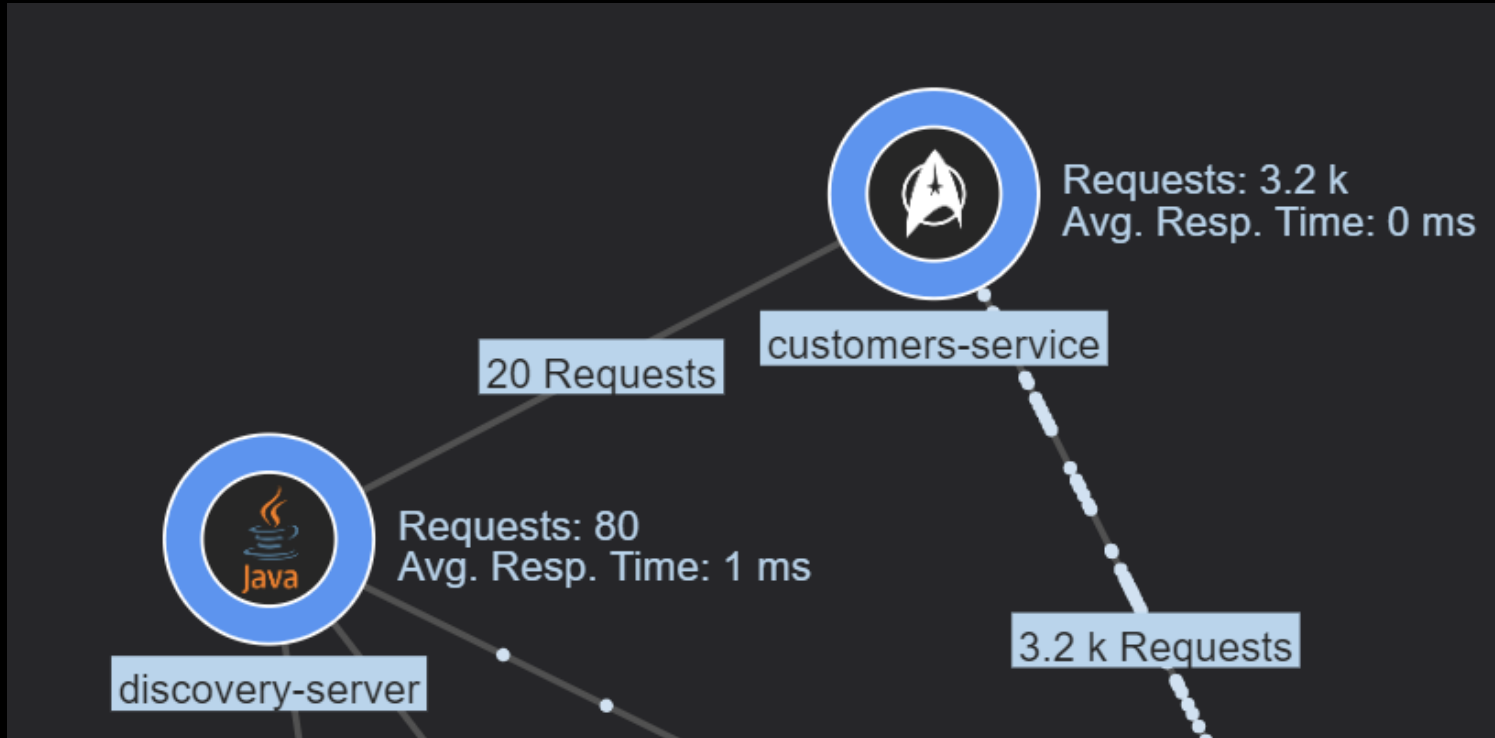 Requests: 3.2 k
Avg. Resp. Time: 0 ms
customers-service
20 Requests
Requests: 80
Avg. Resp. Time: 1 ms
Java
3.2 k Requests
discovery-server